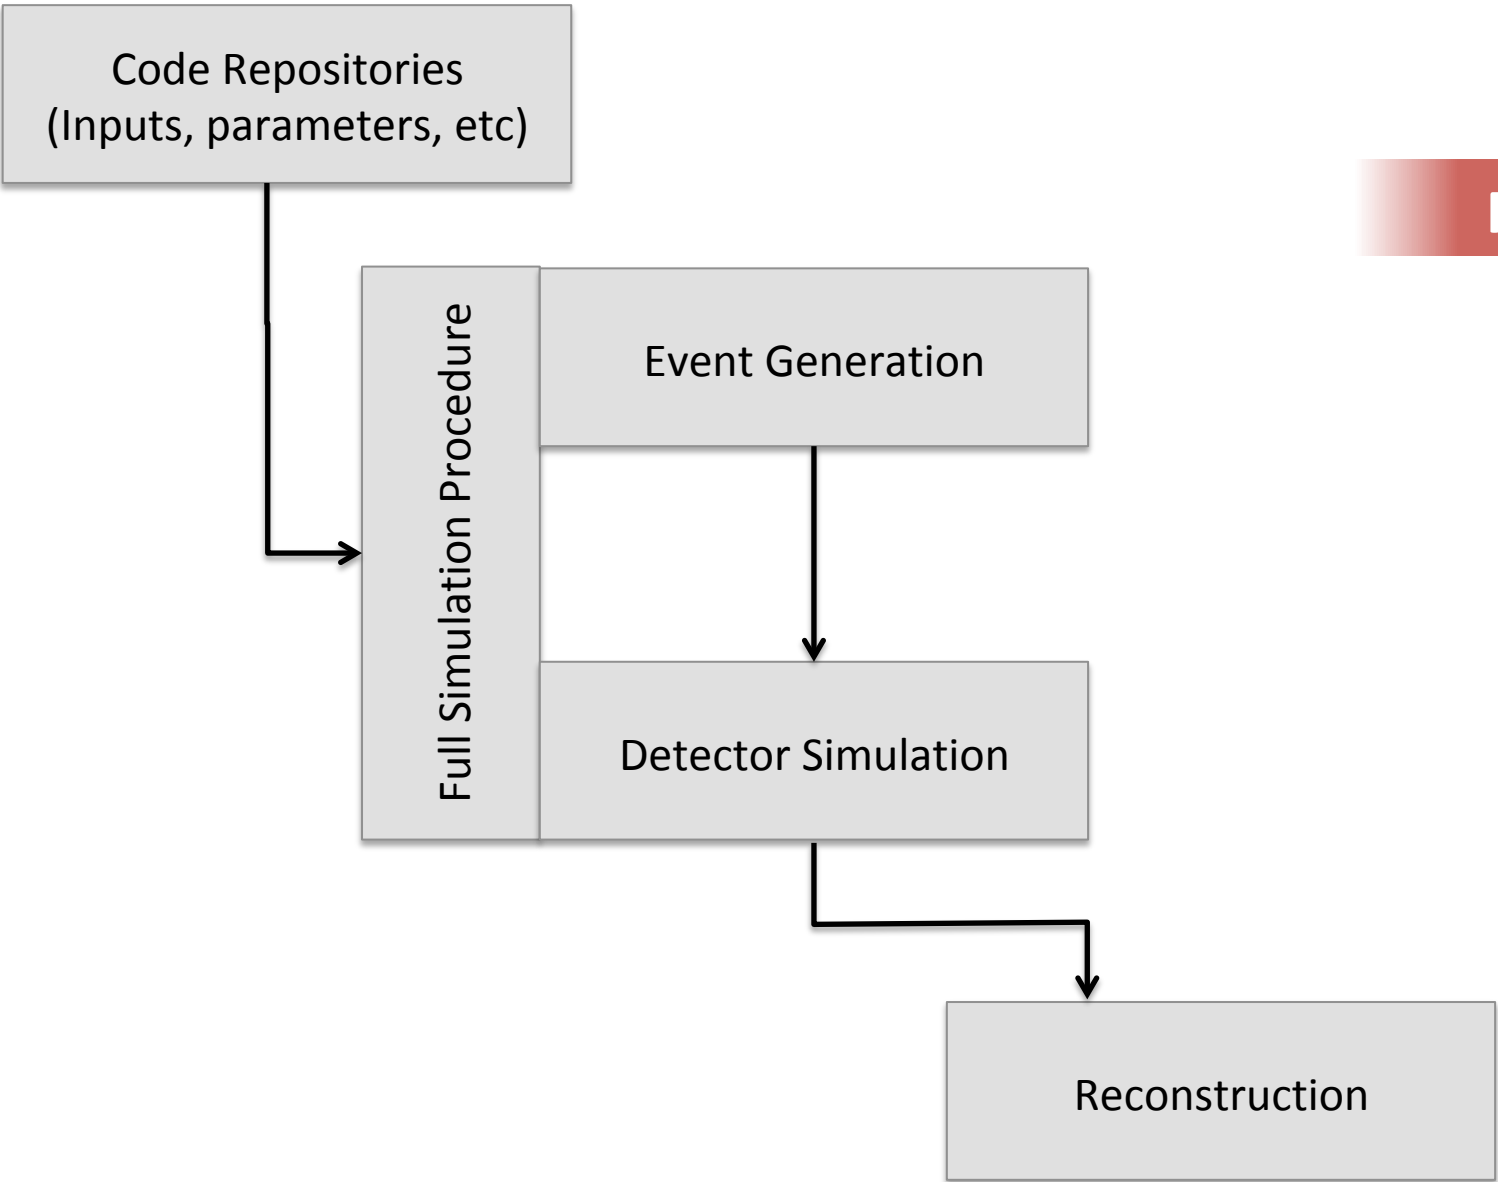 Code Repositories
(Inputs, parameters, etc)
Full Simulation Procedure
Event Generation
Detector Simulation
Reconstruction